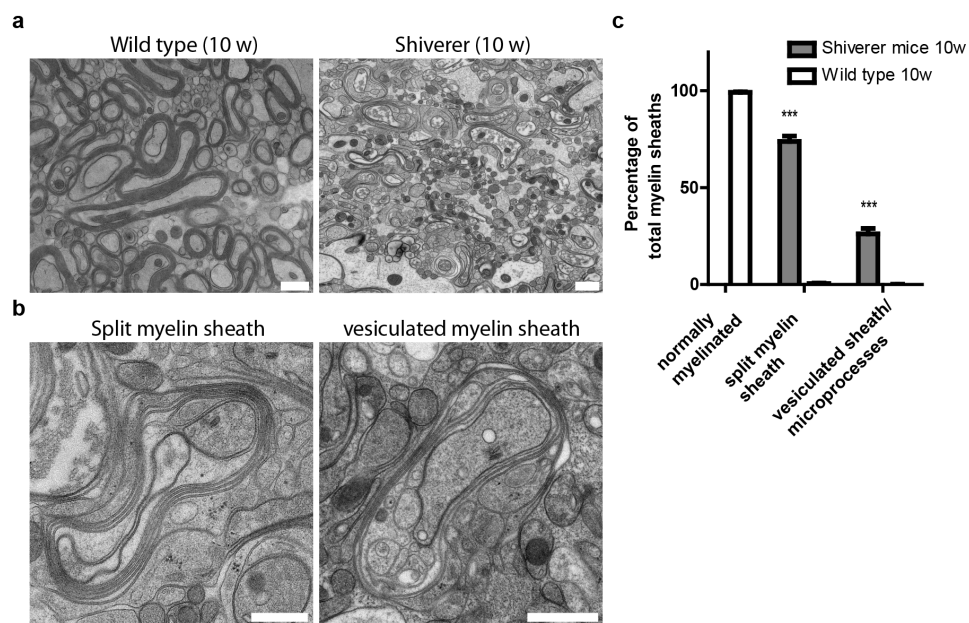 a
Wild type (10 w)
Shiverer (10 w)
b
Split myelin sheath
vesiculated myelin sheath
c
Shiverer mice 10w
Wild type 10w
Percentage of
total myelin sheaths
100
50
0
***
***
normally
myelinated
split myelin
sheath
vesiculated sheath/
microprocesses